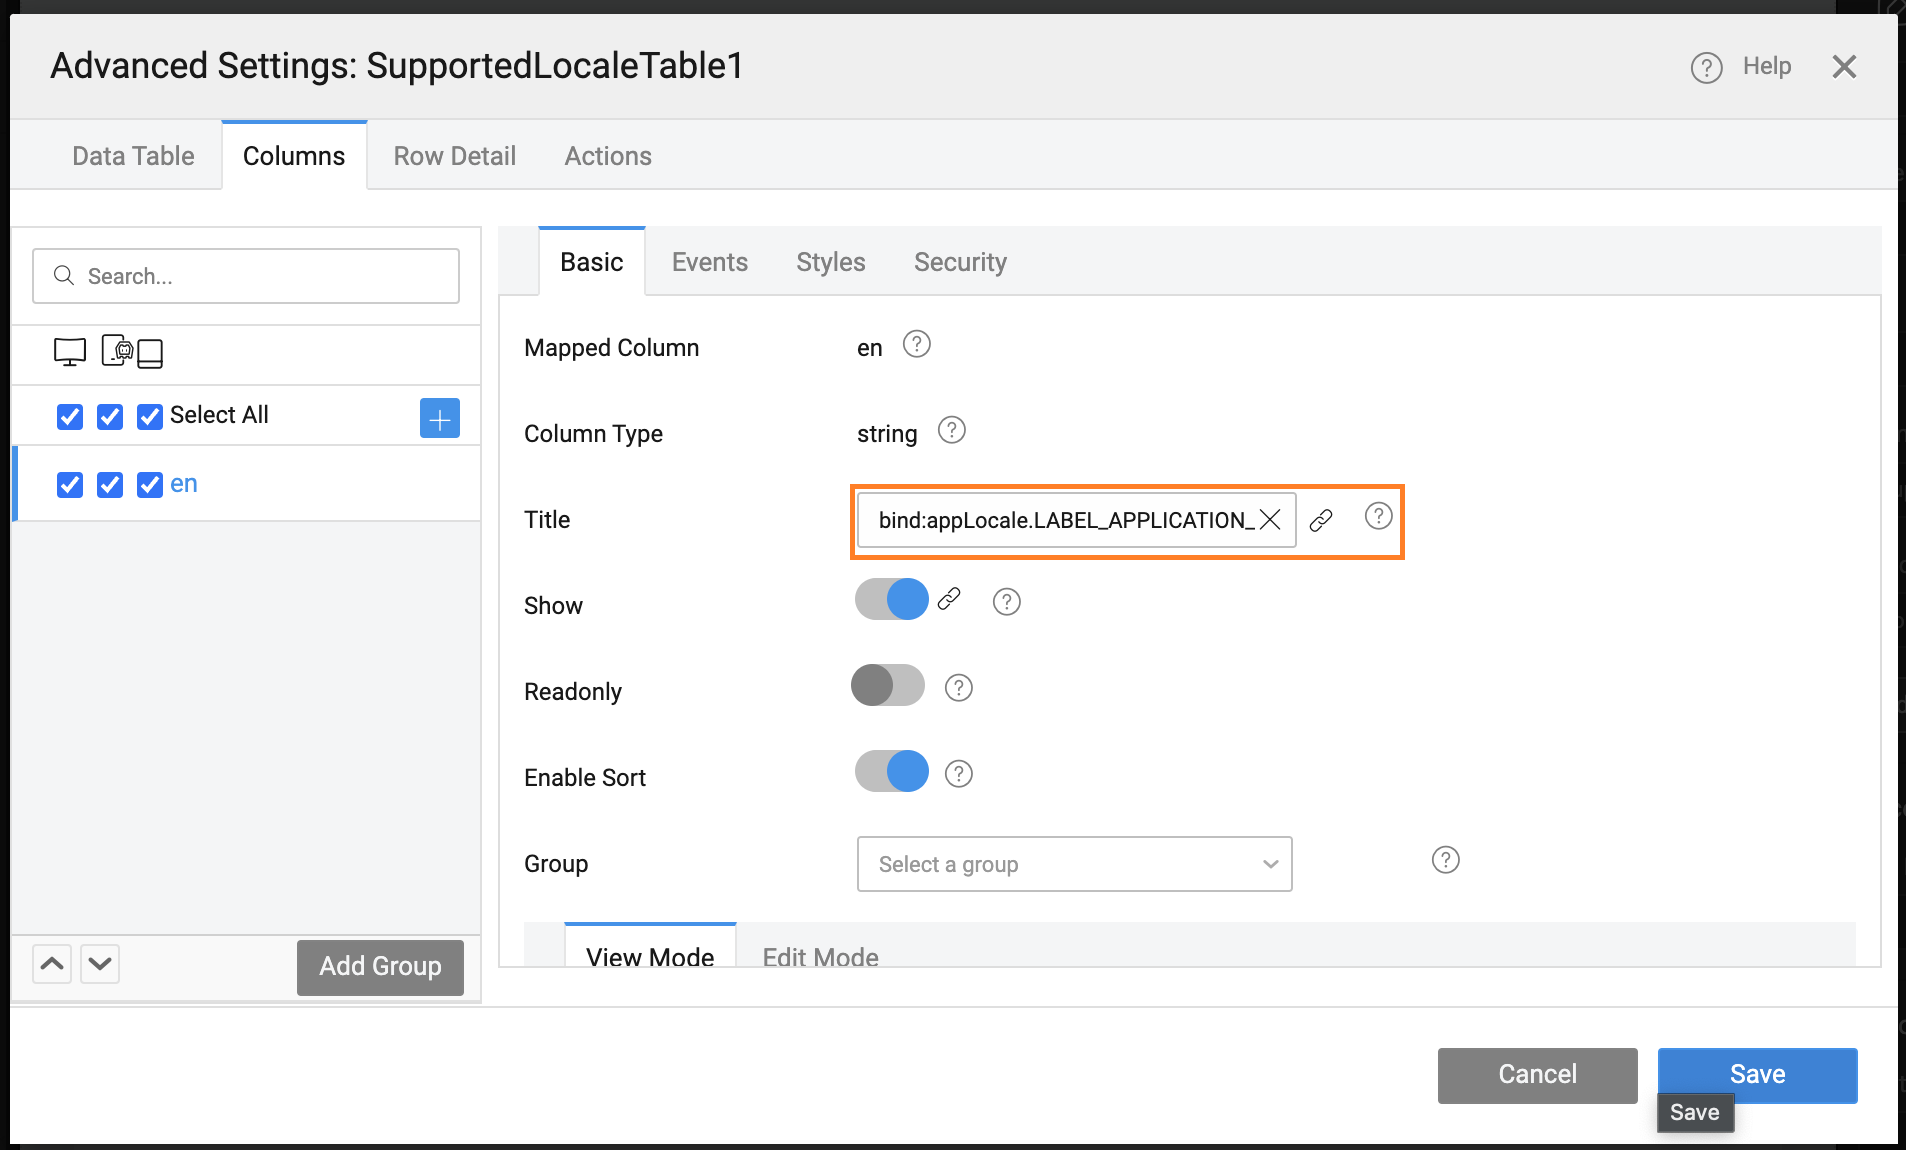 Advanced Settings: SupportedLocaleTable1
Help
Data Table
Columns
Row Detail
Actions
Search...
Select All
en
Add Group
Basic
Events
Styles
Security
Mapped Column
en
Column Type
string
Title
bind:appLocale.LABEL_APPLICATION_
Show
Readonly
Enable Sort
Group
Select a group
View Mode
Edit Mode
Cancel
Save
Save